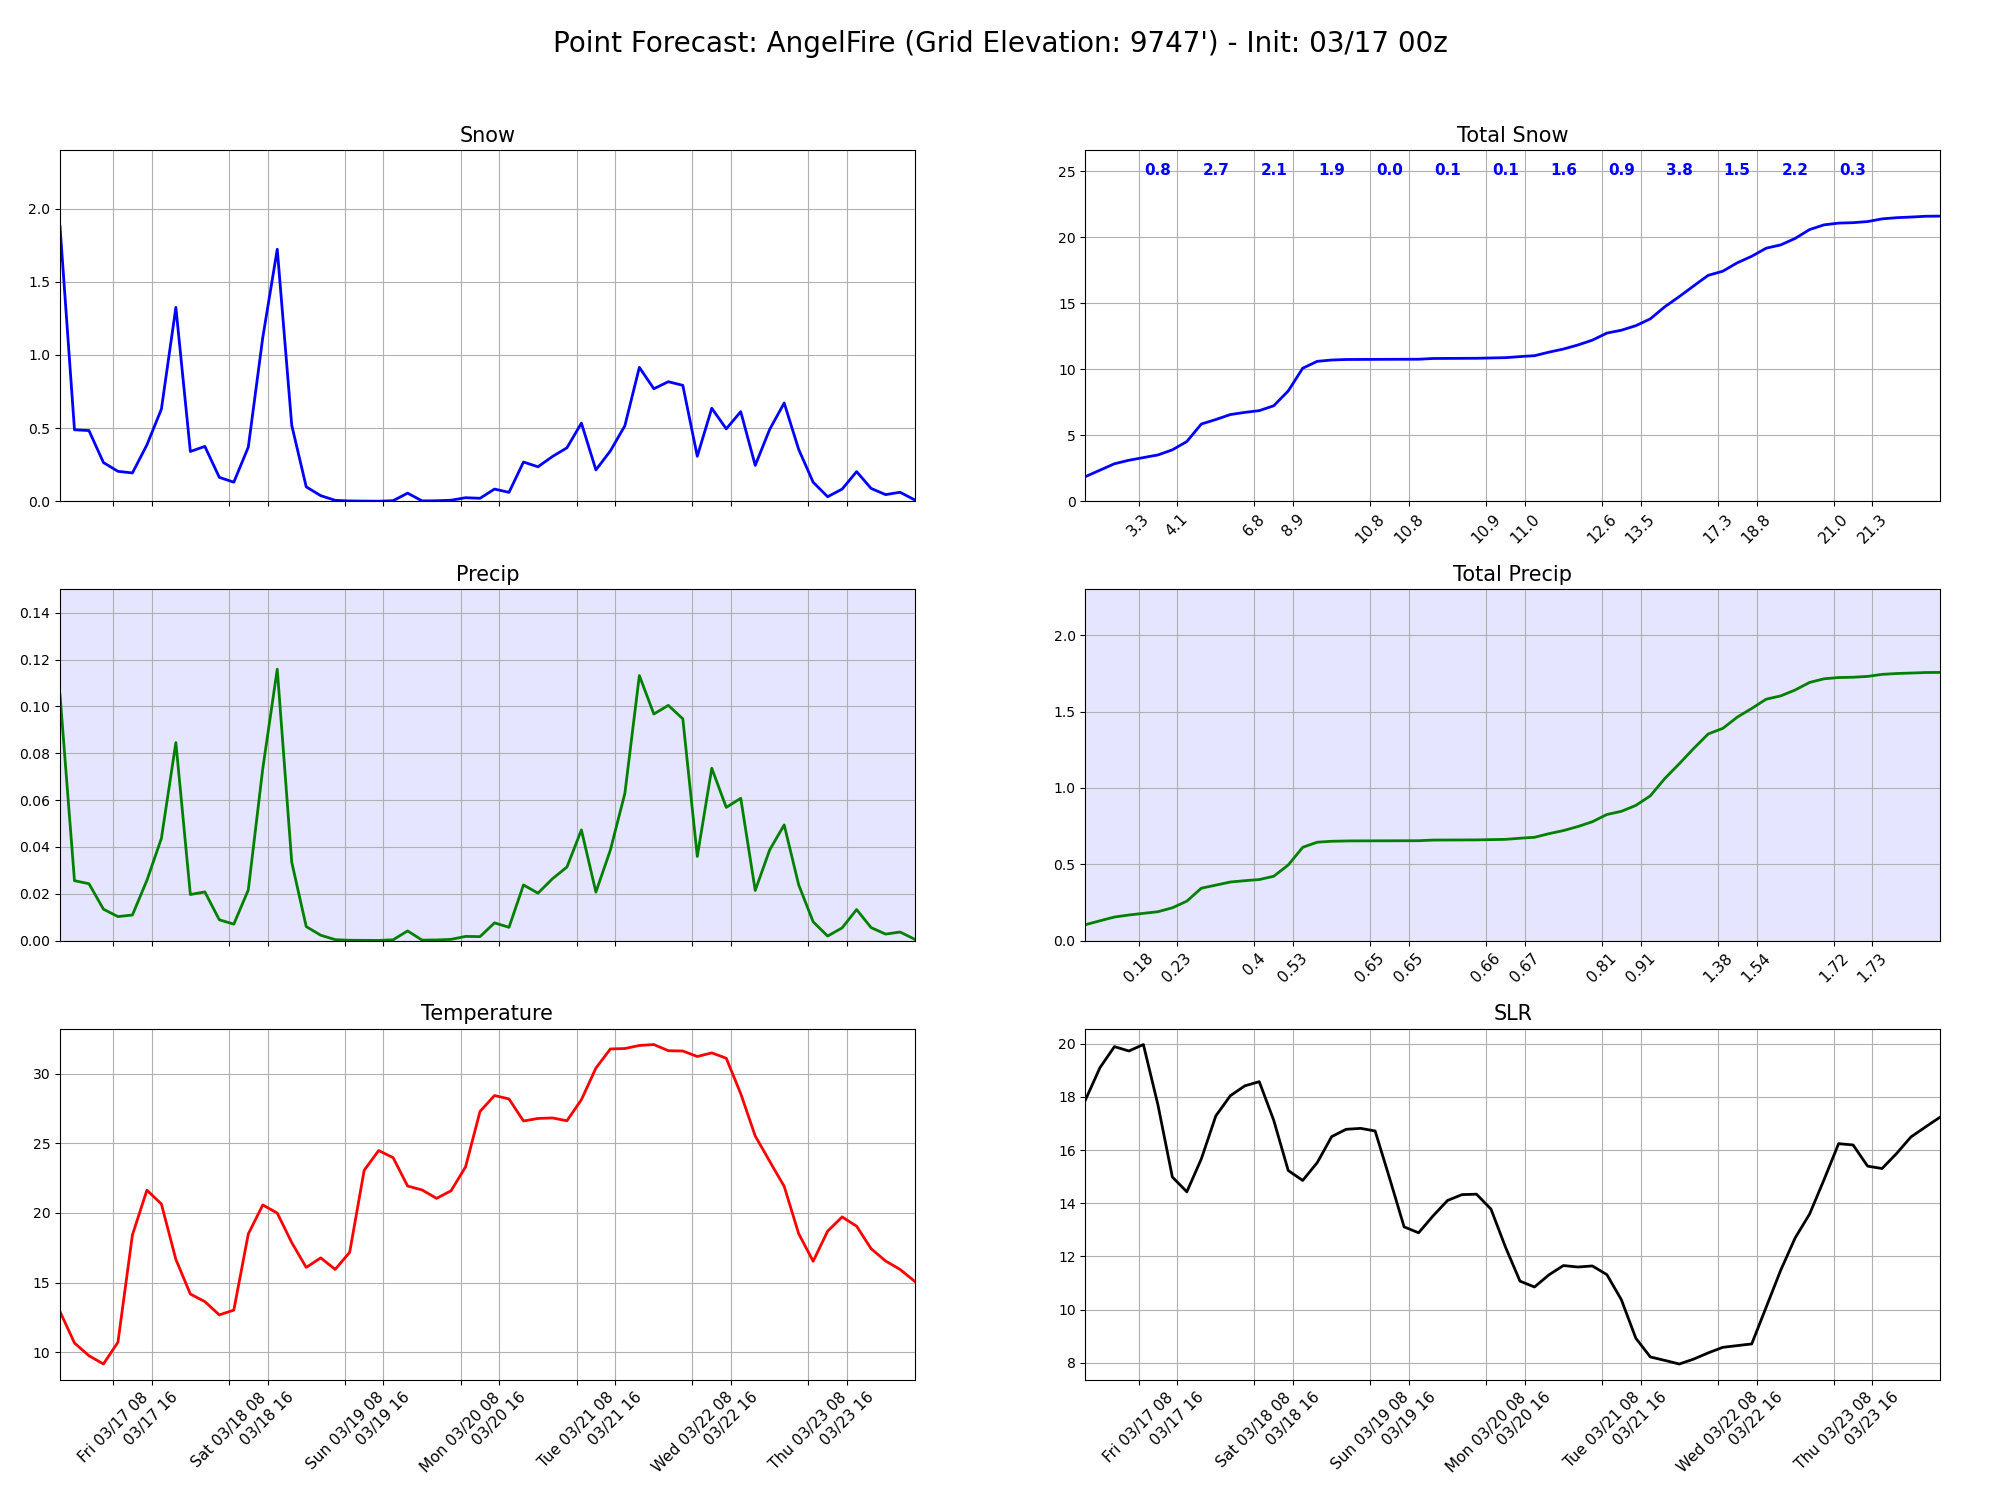 Point Forecast: AngelFire (Grid Elevation: 9747') - Init: 03/17 00z
Snow
2.0
1.5
1.0
0.5
0.0
Total Snow
0.8 2.7 2.1 1.9 0.0 0.1 0.1 1.6 0.9 3.8 1.5 2.2 0.3
25
20
15
10
5
0
3.3 4.1 6.8 8.9 10.8 10.8 10.9 11.0 12.6 13.5 17.3 18.8 21.0 21.3
Precip
0.14
0.12
0.10
0.08
0.06
0.04
0.02
0.00
Total Precip
2.0
1.5
1.0
0.5
0.0
0.18 0.23 0.4 0.53 0.65 0.65 0.66 0.67 0.81 0.91 1.38 1.54 1.72 1.73
Temperature
30
25
20
15
10
Fri 03/17 08
03/17 16
Sat 03/18 08
03/18 16
Sun 03/19 08
03/19 16
Mon 03/20 08
03/20 16
Tue 03/21 08
03/21 16
Wed 03/22 08
03/22 16
Thu 03/23 08
03/23 16
SLR
20
18
16
14
12
10
8
Fri 03/17 08
03/17 16
Sat 03/18 08
03/18 16
Sun 03/19 08
03/19 16
Mon 03/20 08
03/20 16
Tue 03/21 08
03/21 16
Wed 03/22 08
03/22 16
Thu 03/23 08
03/23 16